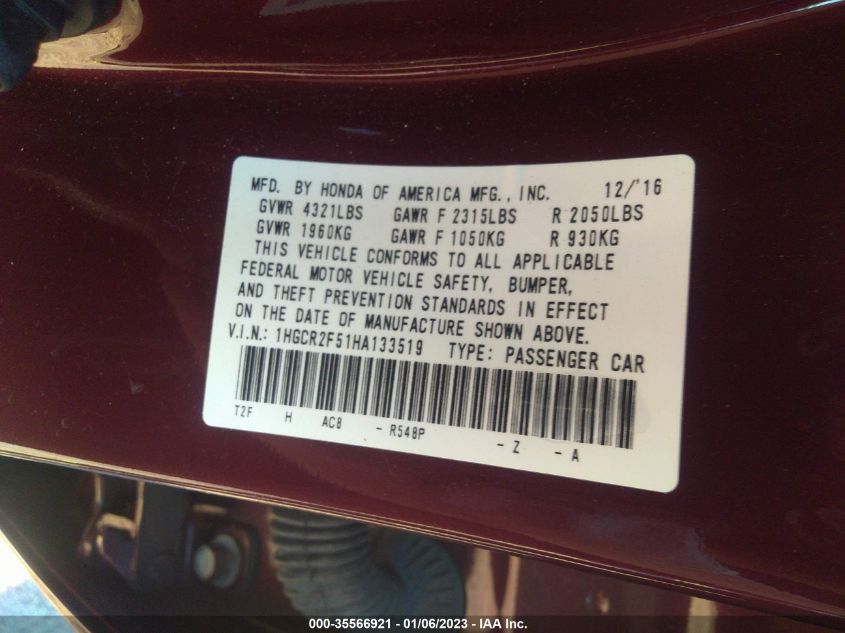 MFD. BY HONDA OF AMERICA MFG., INC. 12/'16
GVWR 4321LBS GAWR F 2315LBS R 2050LBS
GVWR 1960KG GAWR F 1050KG R 930KG
THIS VEHICLE CONFORMS TO ALL APPLICABLE
FEDERAL MOTOR VEHICLE SAFETY, BUMPER,
AND THEFT PREVENTION STANDARDS IN EFFECT
ON THE DATE OF MANUFACTURE SHOWN ABOVE.
V.I.N.: 1HGCR2F51HA133519 TYPE: PASSENGER CAR
T2F H AC8 - R548P - Z - A
000-35566921 - 01/06/2023 - IAA Inc.